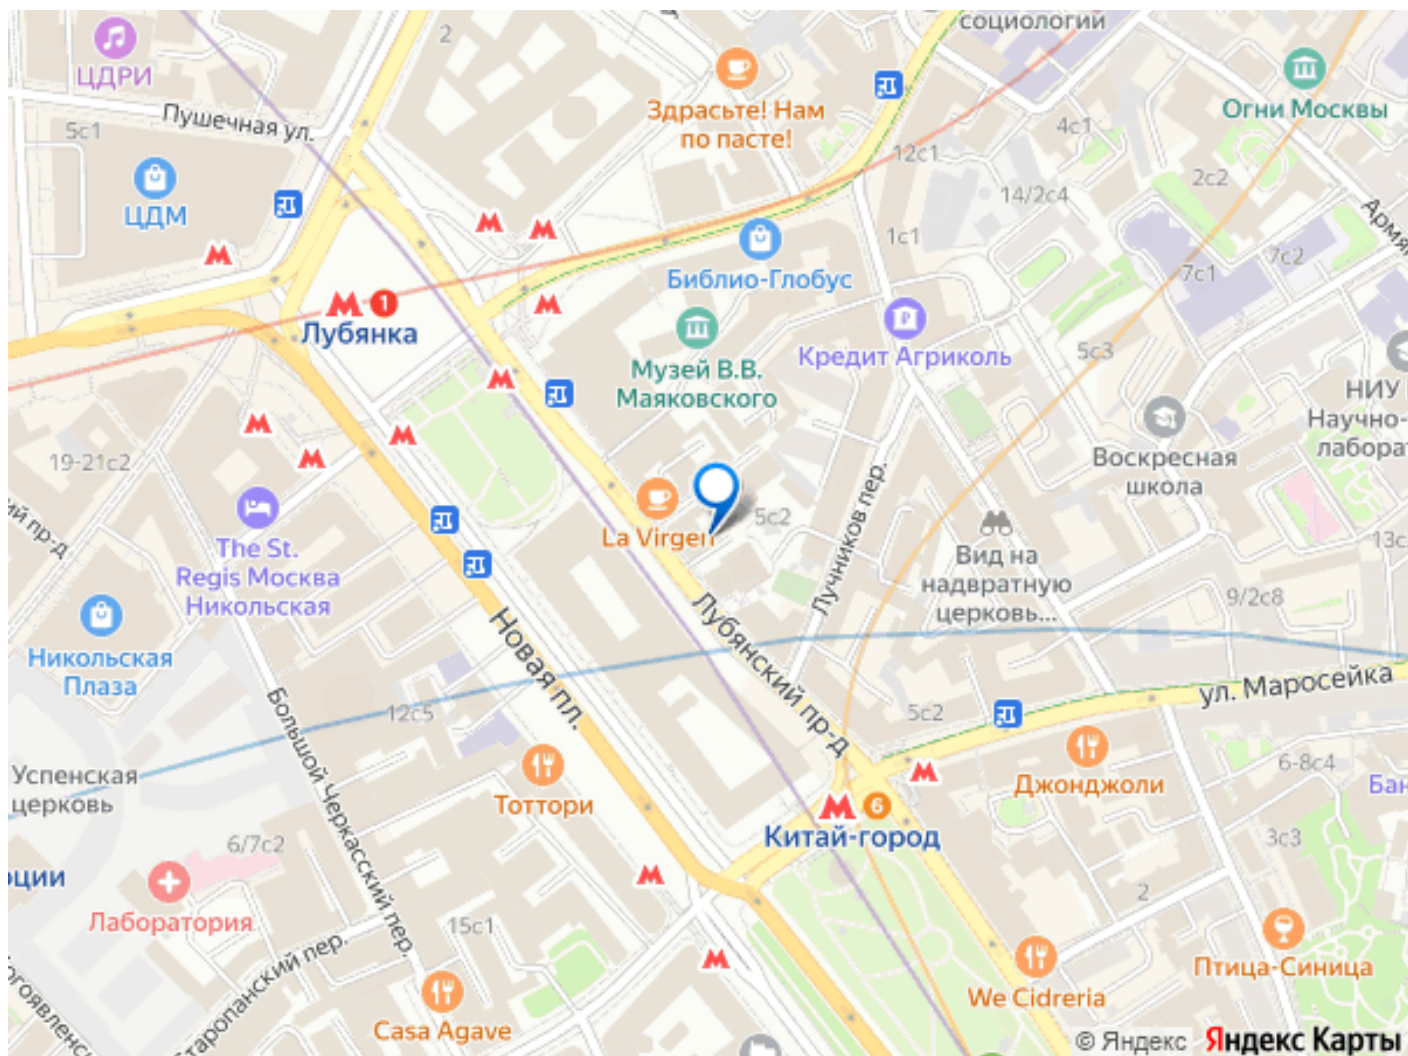 социологии
2
ЦДРИ
Здрасьте! Нам
по пасте!
Огни Москвы
Пушечная ул.
5с1
4с1
12с1
2с2
14/2с4
ЦДМ
1с1
7с2
7с1
Библио-Глобус
1
Лубянка
Музей В.В.
Маяковского
Кредит Агриколь
5с3
НИУ
Научно-
Воскресная
школа
19-21с2
Лучников пер.
La Virgen
5с2
The St.
Regis Москва
Никольская
пр-д
13с
Вид на
надвратную
церковь...
9/2с8
Никольская
Плаза
Новая пл.
Лубянский пр-д
ул. Маросейка
Большой Черкасский пер.
12с5
5с2
Успенская
церковь
Тоттори
Джонджоли
6-8с4
6
Китай-город
6/7с2
3с3
Лаборатория
2
15с1
Старопанский пер.
Птица-Синица
We Cidreria
Casa Agave
© Яндекс Яндекс Карты